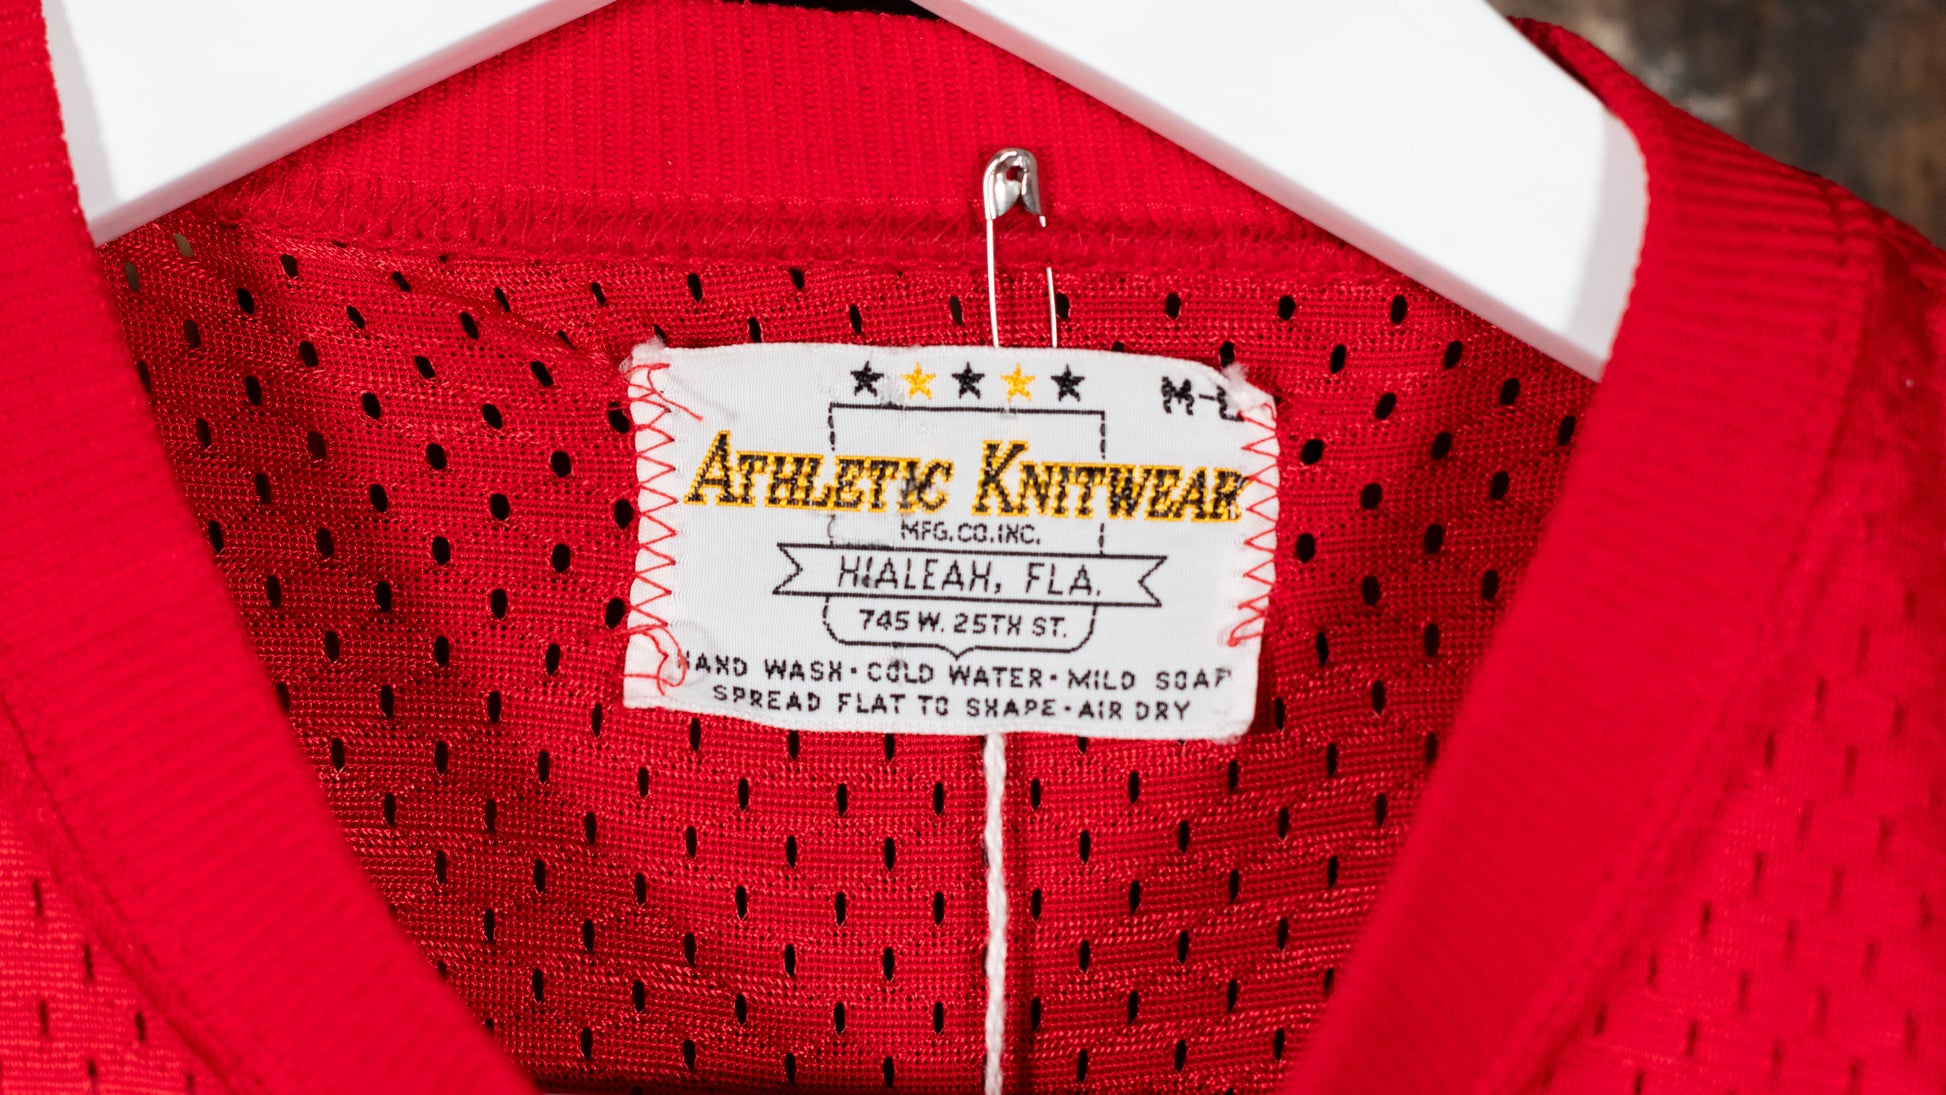 M-L
ATHLETIC KNITWEAR
MFG.CO.INC.
HIALEAH, FLA.
745 W. 25TH ST.
HAND WASH·COLD WATER·MILD SOAP
SPREAD FLAT TO SHAPE·AIR DRY